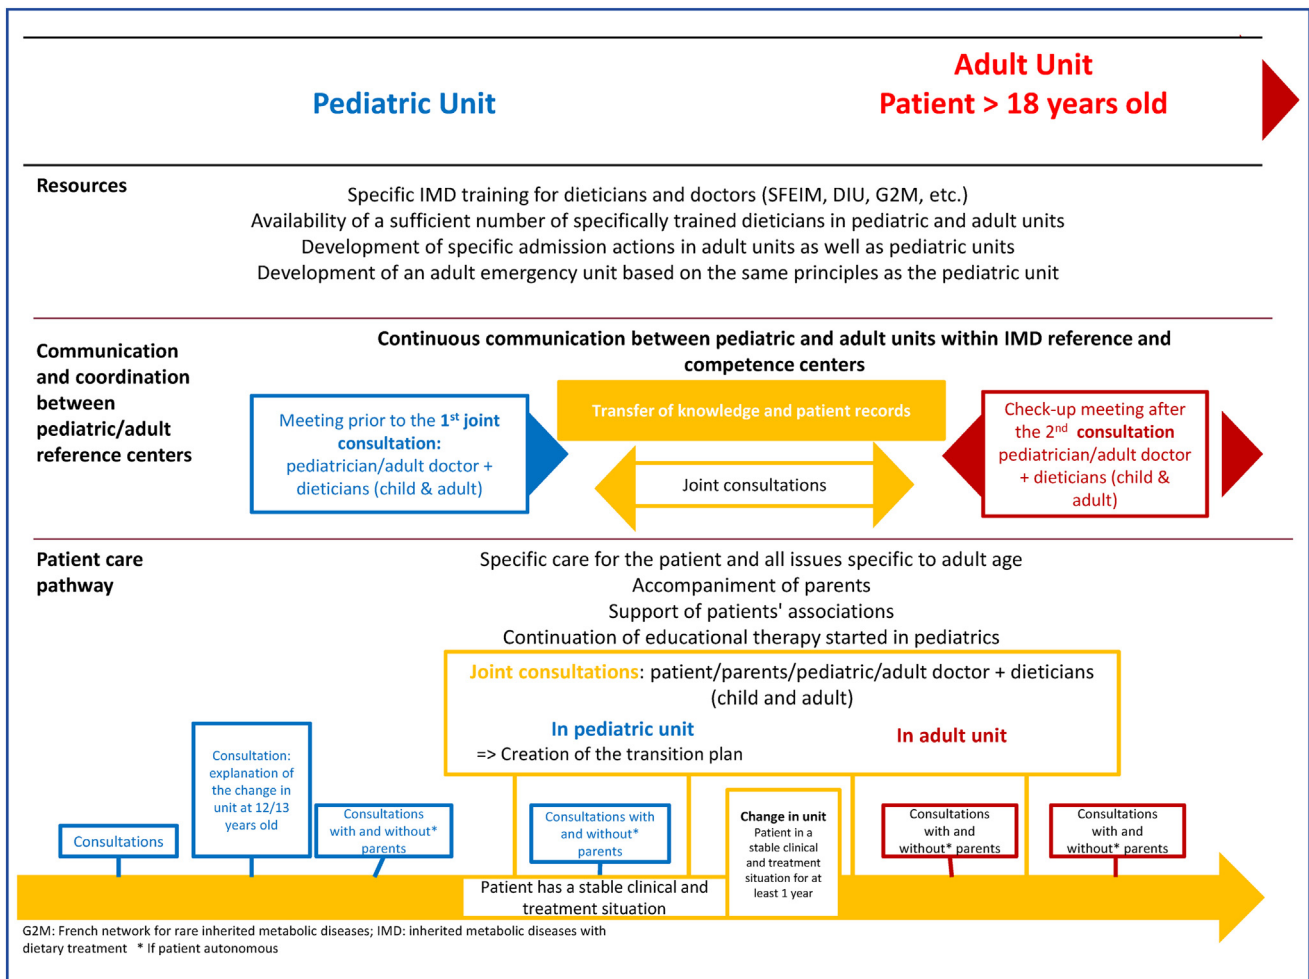 Pediatric Unit
Adult Unit
Patient > 18 years old
Resources
Specific IMD training for dieticians and doctors (SFEIM, DIU, G2M, etc.)
Availability of a sufficient number of specifically trained dieticians in pediatric and adult units
Development of specific admission actions in adult units as well as pediatric units
Development of an adult emergency unit based on the same principles as the pediatric unit
Communication
and coordination
between
pediatric/adult
reference centers
Continuous communication between pediatric and adult units within IMD reference and
competence centers
Meeting prior to the 1st joint
consultation:
pediatrician/adult doctor +
dieticians (child & adult)
Transfer of knowledge and patient records
Joint consultations
Check-up meeting after
the 2nd consultation
pediatrician/adult doctor
+ dieticians (child &
adult)
Patient care
pathway
Specific care for the patient and all issues specific to adult age
Accompaniment of parents
Support of patients' associations
Continuation of educational therapy started in pediatrics
Joint consultations: patient/parents/pediatric/adult doctor + dieticians
(child and adult)
In pediatric unit
=> Creation of the transition plan
In adult unit
Consultations
Consultation:
explanation of
the change in
unit at 12/13
years old
Consultations
with and without*
parents
Consultations with
and without*
parents
Change in unit
Patient in a
stable clinical
and treatment
situation for at
least 1 year
Consultations
with and
without* parents
Consultations
with and
without* parents
Patient has a stable clinical and
treatment situation
G2M: French network for rare inherited metabolic diseases; IMD: inherited metabolic diseases with
dietary treatment * If patient autonomous